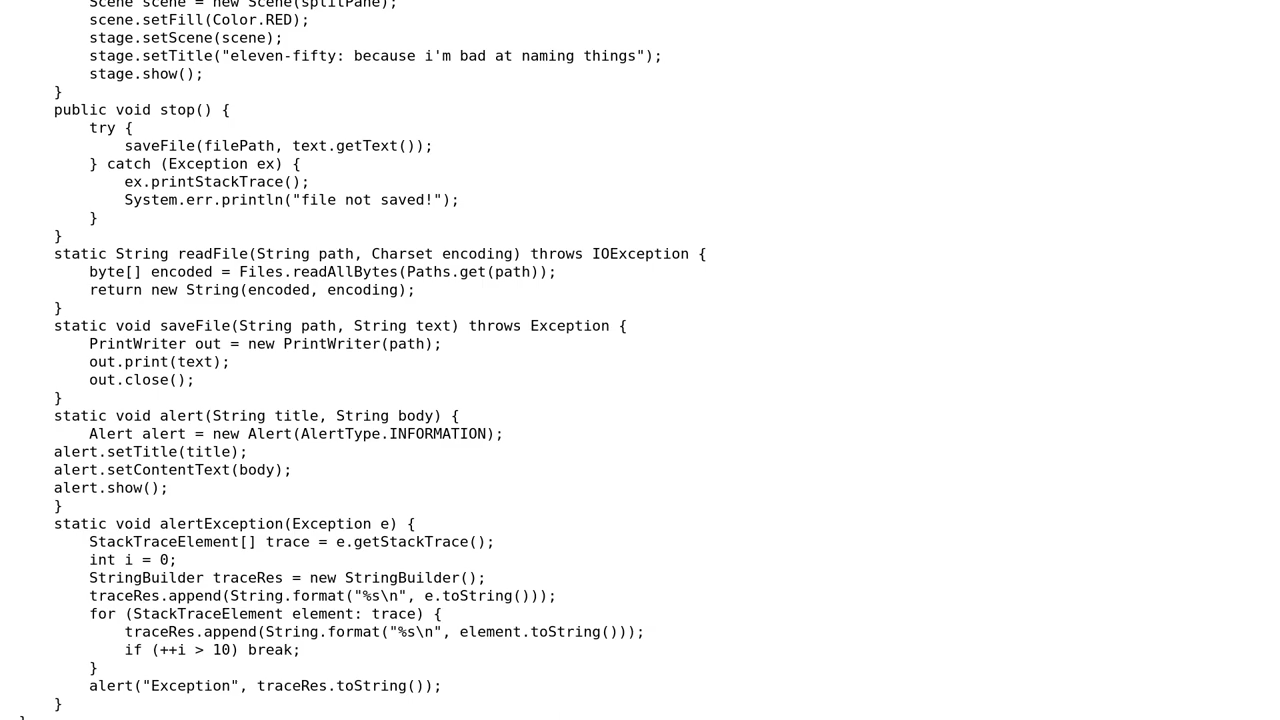 Scene scene = new Scene(splitPane);
        scene.setFill(Color.RED);
        stage.setScene(scene);
        stage.setTitle("eleven-fifty: because i'm bad at naming things");
        stage.show();
    }
    public void stop() {
        try {
            saveFile(filePath, text.getText());
        } catch (Exception ex) {
            ex.printStackTrace();
            System.err.println("file not saved!");
        }
    }
    static String readFile(String path, Charset encoding) throws IOException {
        byte[] encoded = Files.readAllBytes(Paths.get(path));
        return new String(encoded, encoding);
    }
    static void saveFile(String path, String text) throws Exception {
        PrintWriter out = new PrintWriter(path);
        out.print(text);
        out.close();
    }
    static void alert(String title, String body) {
        Alert alert = new Alert(AlertType.INFORMATION);
    alert.setTitle(title);
    alert.setContentText(body);
    alert.show();
    }
    static void alertException(Exception e) {
        StackTraceElement[] trace = e.getStackTrace();
        int i = 0;
        StringBuilder traceRes = new StringBuilder();
        traceRes.append(String.format("%s\n", e.toString()));
        for (StackTraceElement element: trace) {
            traceRes.append(String.format("%s\n", element.toString()));
            if (++i > 10) break;
        }
        alert("Exception", traceRes.toString());
    }
}